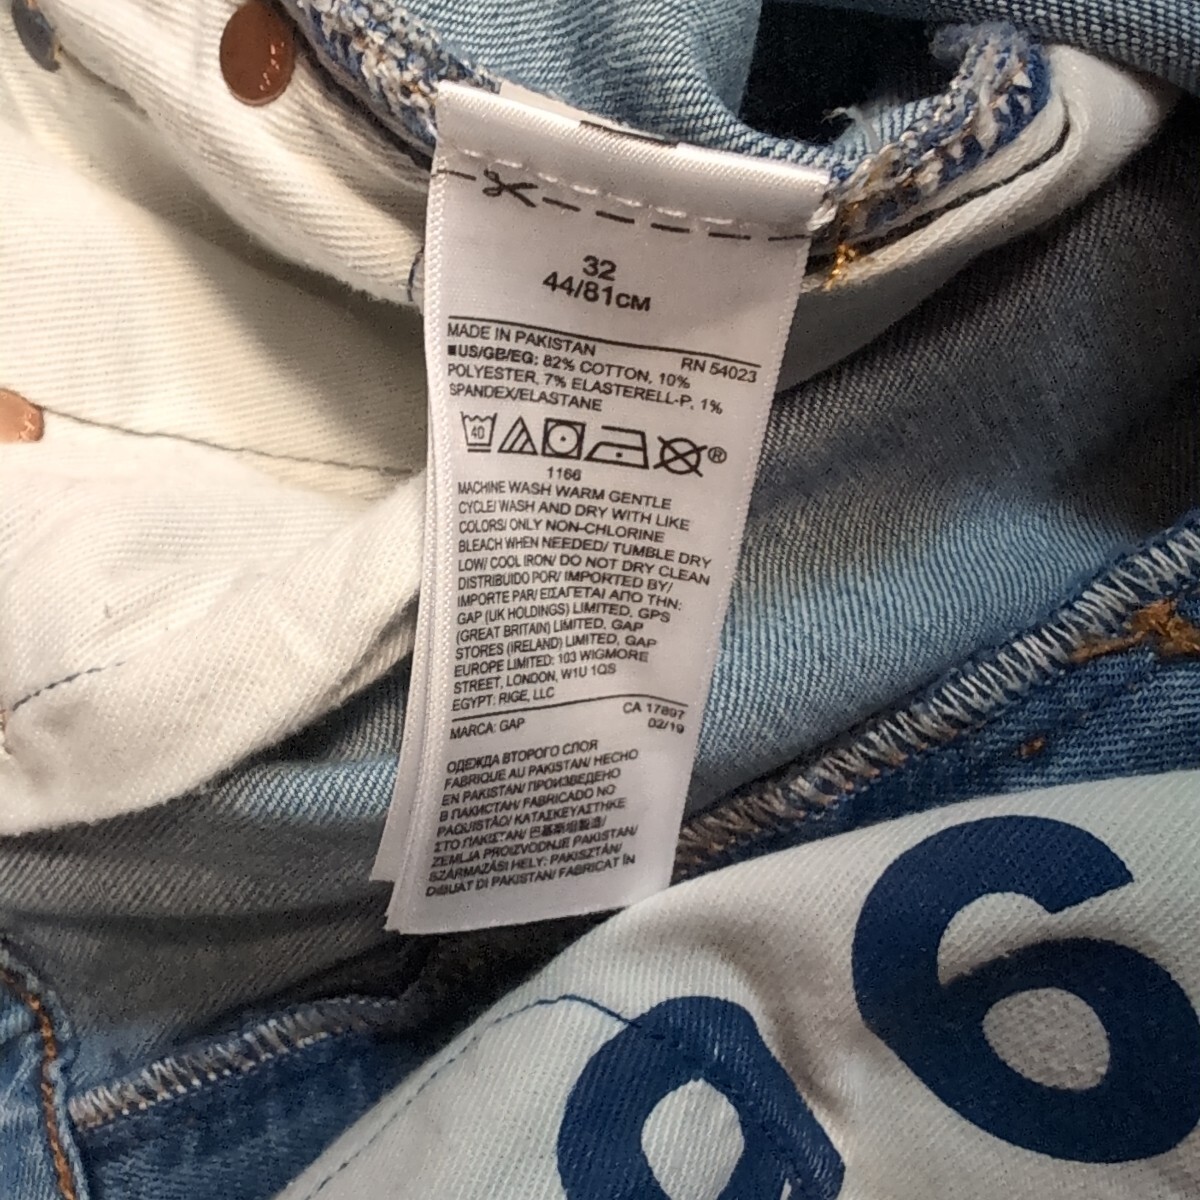 32
44/81CM
MADE IN PAKISTAN RN 54023
■US/GB/EG: 82% COTTON, 10%
POLYESTER, 7% ELASTERELL-P, 1%
SPANDEX/ELASTANE
40 ®
1166
MACHINE WASH WARM GENTLE
CYCLE/ WASH AND DRY WITH LIKE
COLORS/ ONLY NON-CHLORINE
BLEACH WHEN NEEDED/ TUMBLE DRY
LOW/ COOL IRON/ DO NOT DRY CLEAN
DISTRIBUIDO POR/ IMPORTED BY/
IMPORTE PAR/ ΕΙΣΑΓΕΤΑΙ ΑΠΟ ΤΗΝ:
GAP (UK HOLDINGS) LIMITED, GPS
(GREAT BRITAIN) LIMITED, GAP
STORES (IRELAND) LIMITED, GAP
EUROPE LIMITED: 103 WIGMORE
STREET, LONDON, W1U 1QS
EGYPT: RIGE, LLC
CA 17897
MARCA: GAP 02/19
ОДЕЖДА ВТОРОГО СЛОЯ
FABRIQUE AU PAKISTAN/ HECHO
EN PAKISTAN/ ПРОИЗВЕДЕНО
В ПАКИСТАН/ FABRICADO NO
PAQUISTÃO/ ΚΑΤΑΣΚΕΥΑΣΤΗΚΕ
ΣΤΟ ΠΑΚΙΣΤΑΝ/ 巴基斯坦製造/
ZEMLJA PROIZVODNJE PAKISTAN/
SZÁRMAZÁSI HELY: PAKISZTÁN/
DIBUAT DI PAKISTAN/ FABRICAT ÎN
96